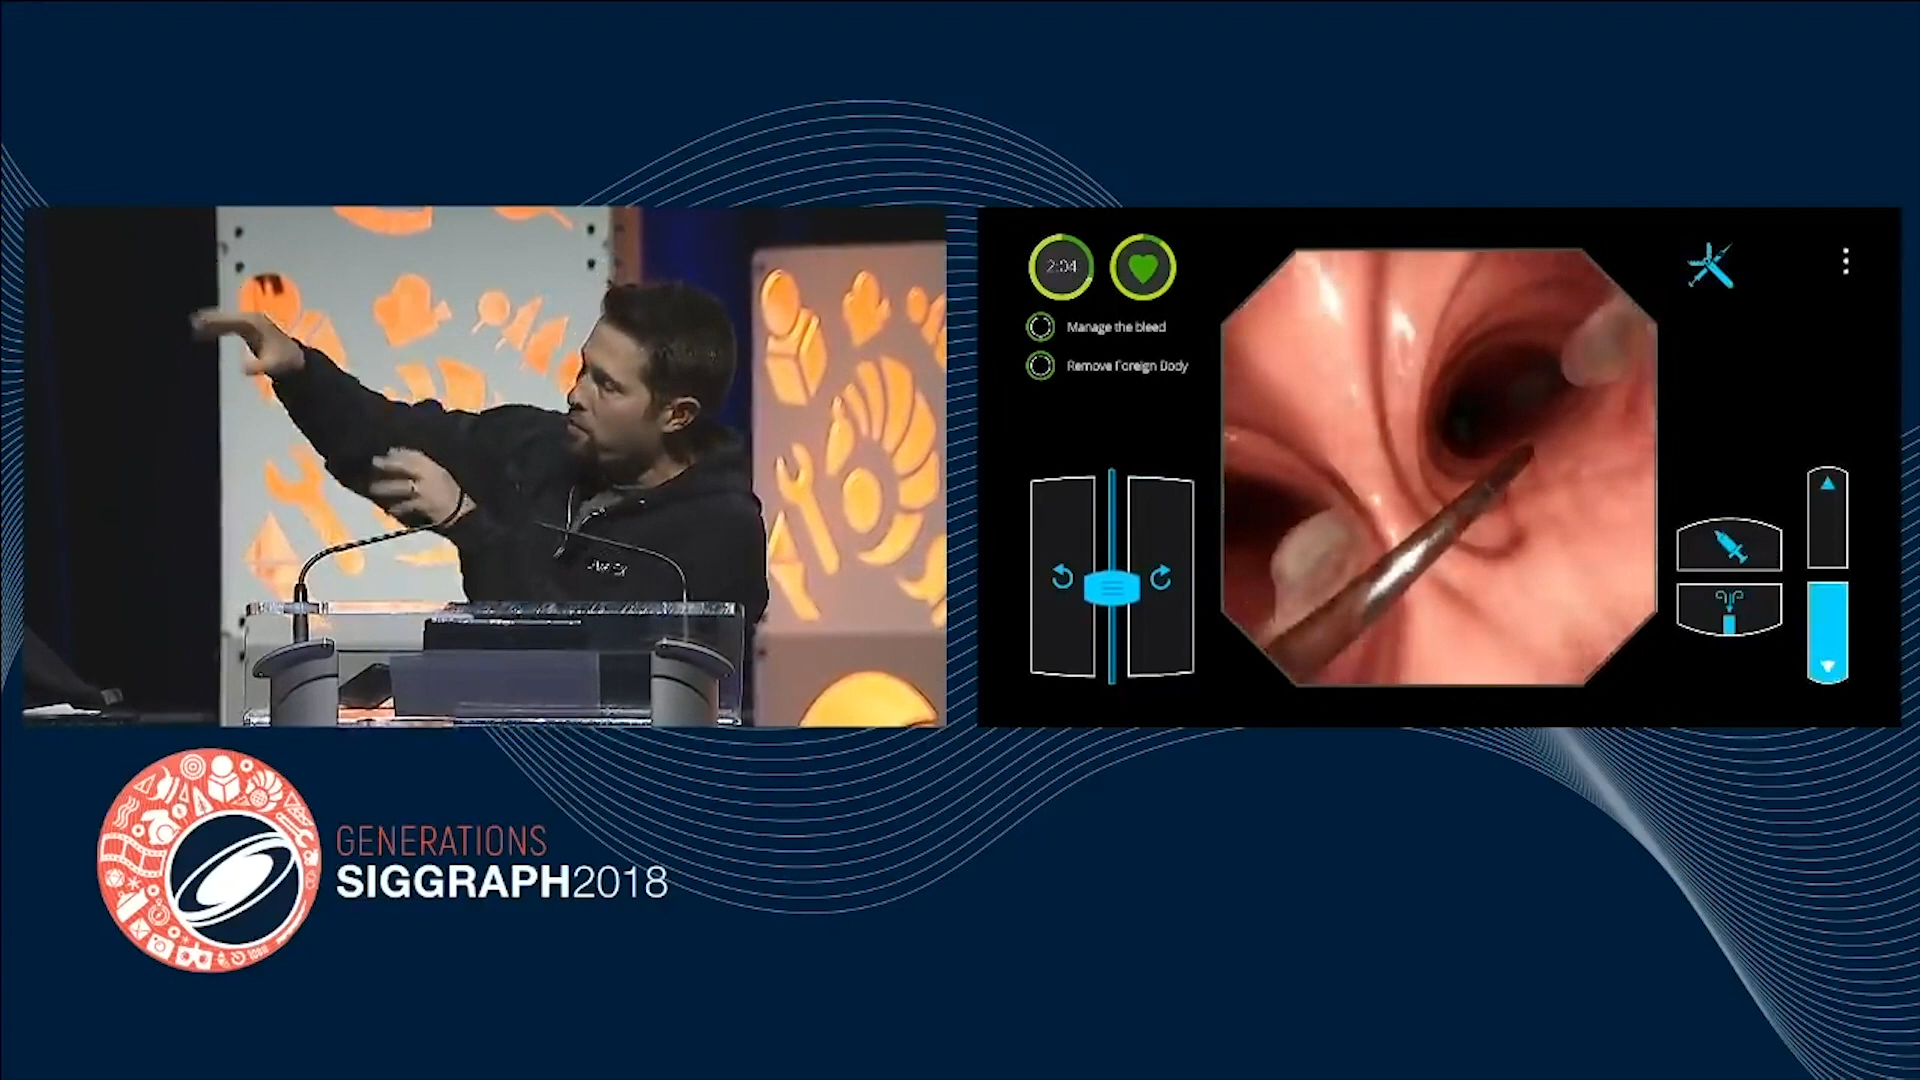 2:04
Manage the bleed
Remove Foreign Body
GENERATIONS
SIGGRAPH2018